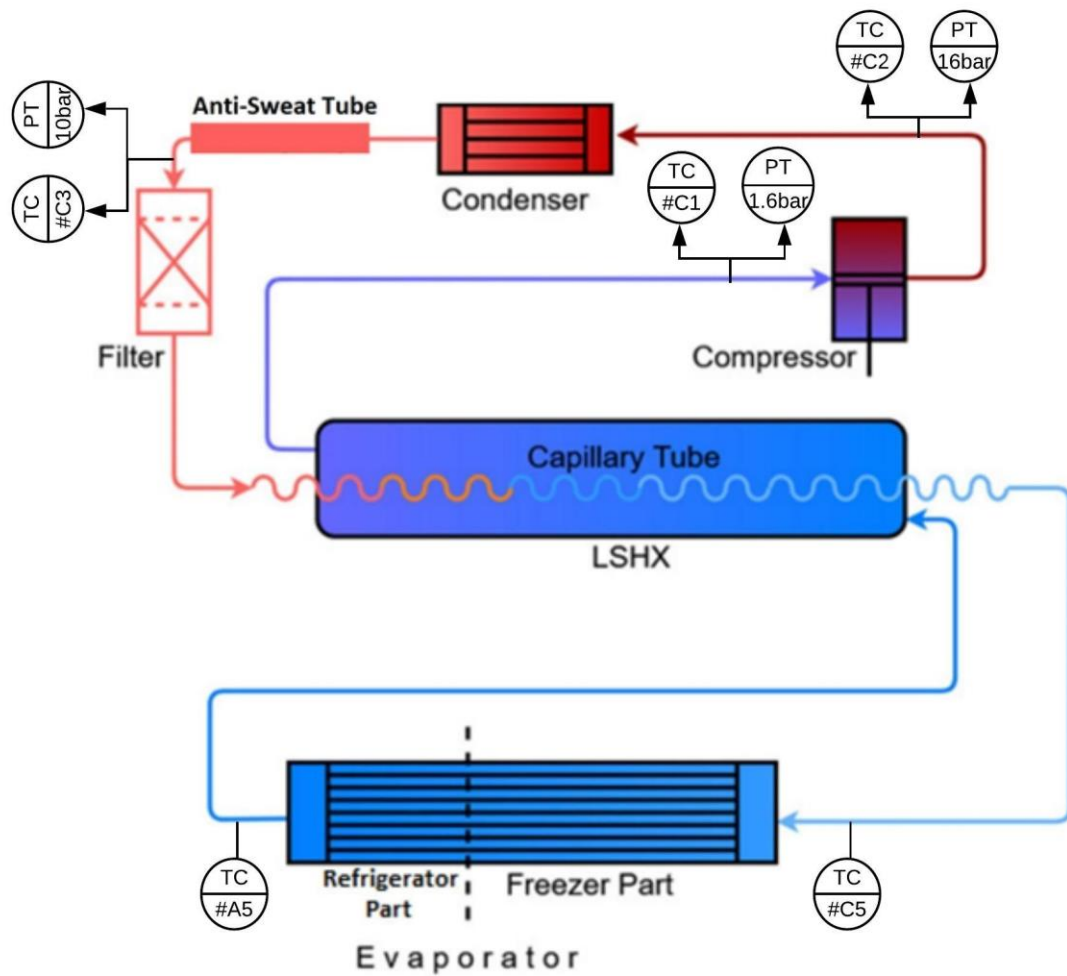 TC
#C2
PT
16bar
PT
10bar
Anti-Sweat Tube
TC
#C3
Condenser
TC
#C1
PT
1.6bar
Filter
Compressor
Capillary Tube
LSHX
Refrigerator
Part
Freezer Part
TC
#A5
TC
#C5
Evaporator